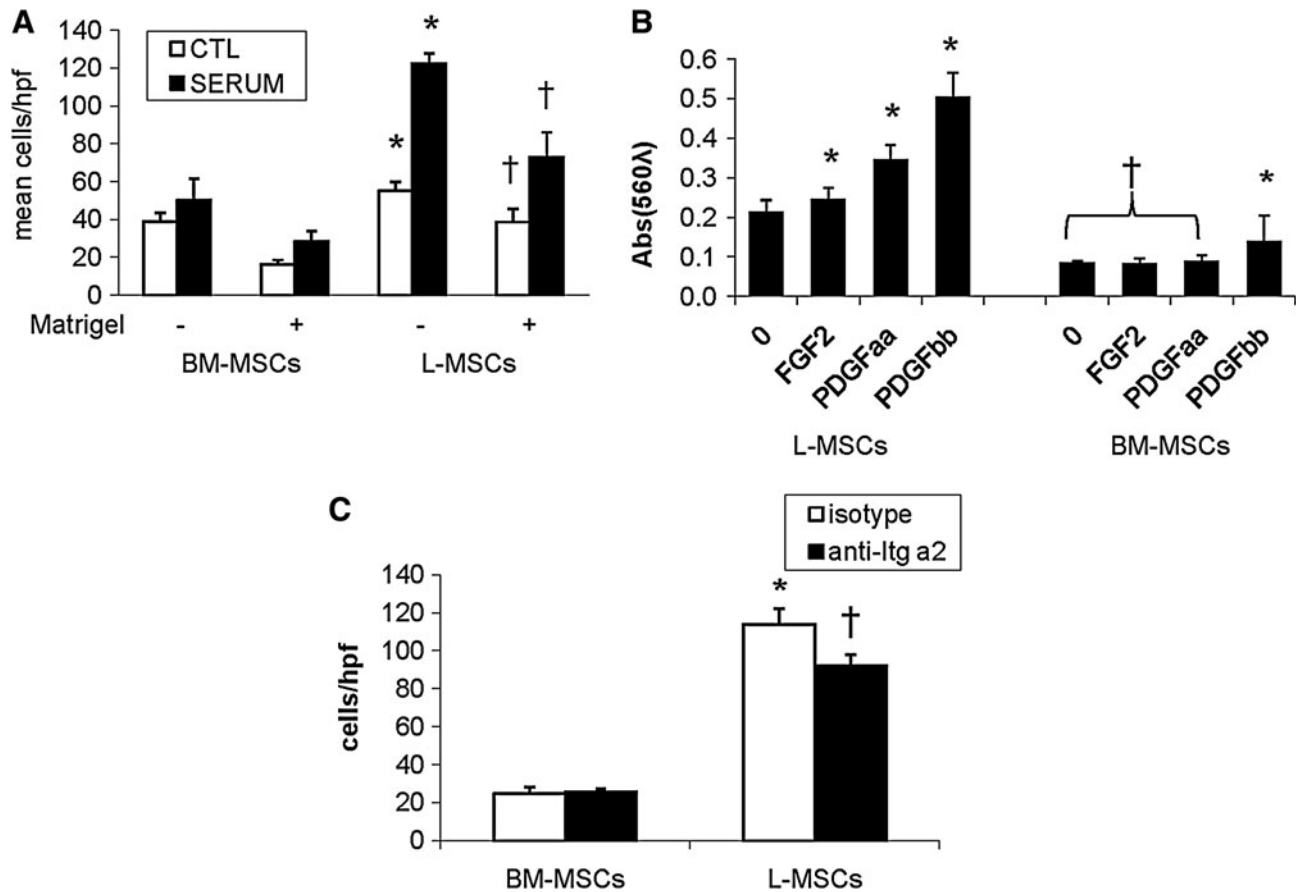 A
CTL
SERUM
mean cells/hpf
140
120
100
80
60
40
20
0
*
*
†
†
Matrigel
- + - +
BM-MSCs L-MSCs
B
Abs(560λ)
0.6
0.5
0.4
0.3
0.2
0.1
0.0
*
*
*
†
*
0 FGF2 PDGFaa PDGFbb 0 FGF2 PDGFaa PDGFbb
L-MSCs BM-MSCs
C
isotype
anti-Itg a2
cells/hpf
140
120
100
80
60
40
20
0
*
†
BM-MSCs L-MSCs